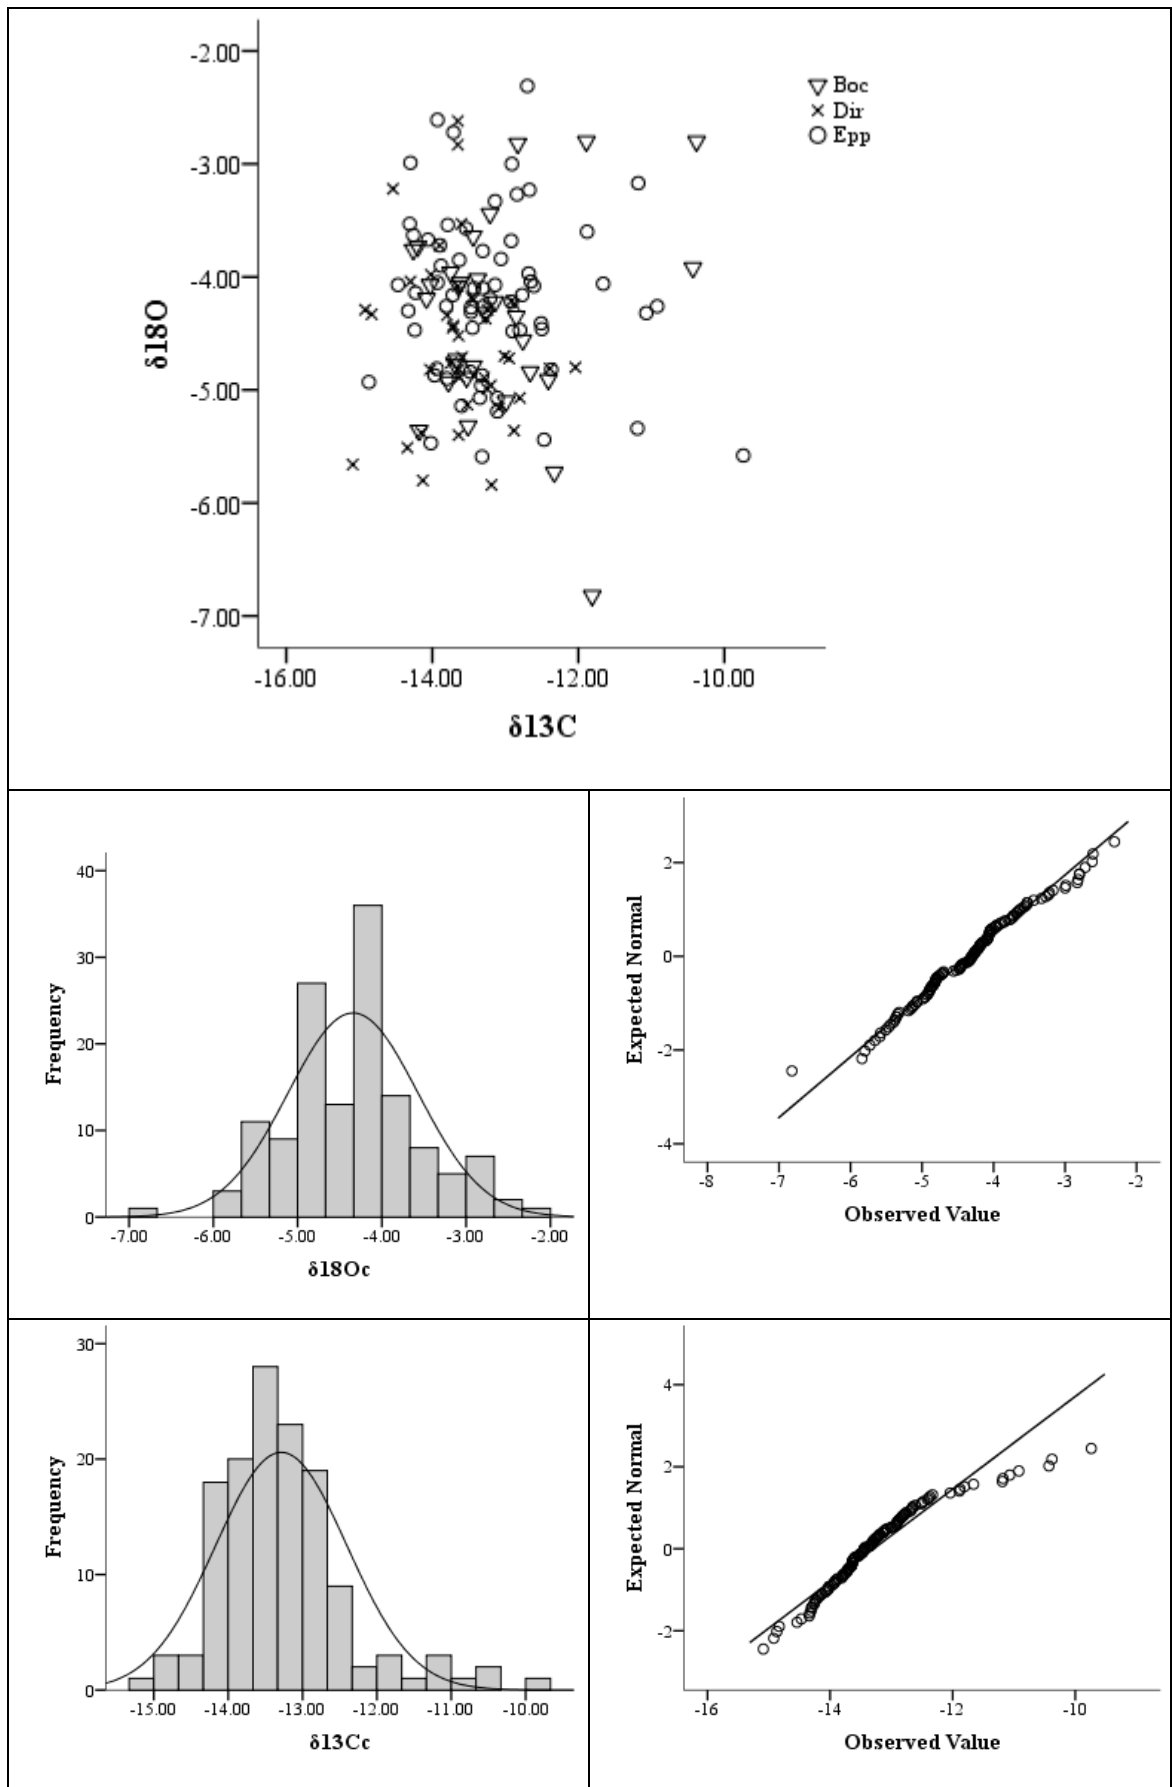 -2.00
-3.00
-4.00
-5.00
-6.00
-7.00
δ18O
Boc
Dir
Epp
-16.00 -14.00 -12.00 -10.00
δ13C
40
30
20
10
0
Frequency
-7.00 -6.00 -5.00 -4.00 -3.00 -2.00
δ18Oc
2
0
-2
-4
Expected Normal
-8 -7 -6 -5 -4 -3 -2
Observed Value
30
20
10
0
Frequency
-15.00 -14.00 -13.00 -12.00 -11.00 -10.00
δ13Cc
4
2
0
-2
Expected Normal
-16 -14 -12 -10
Observed Value